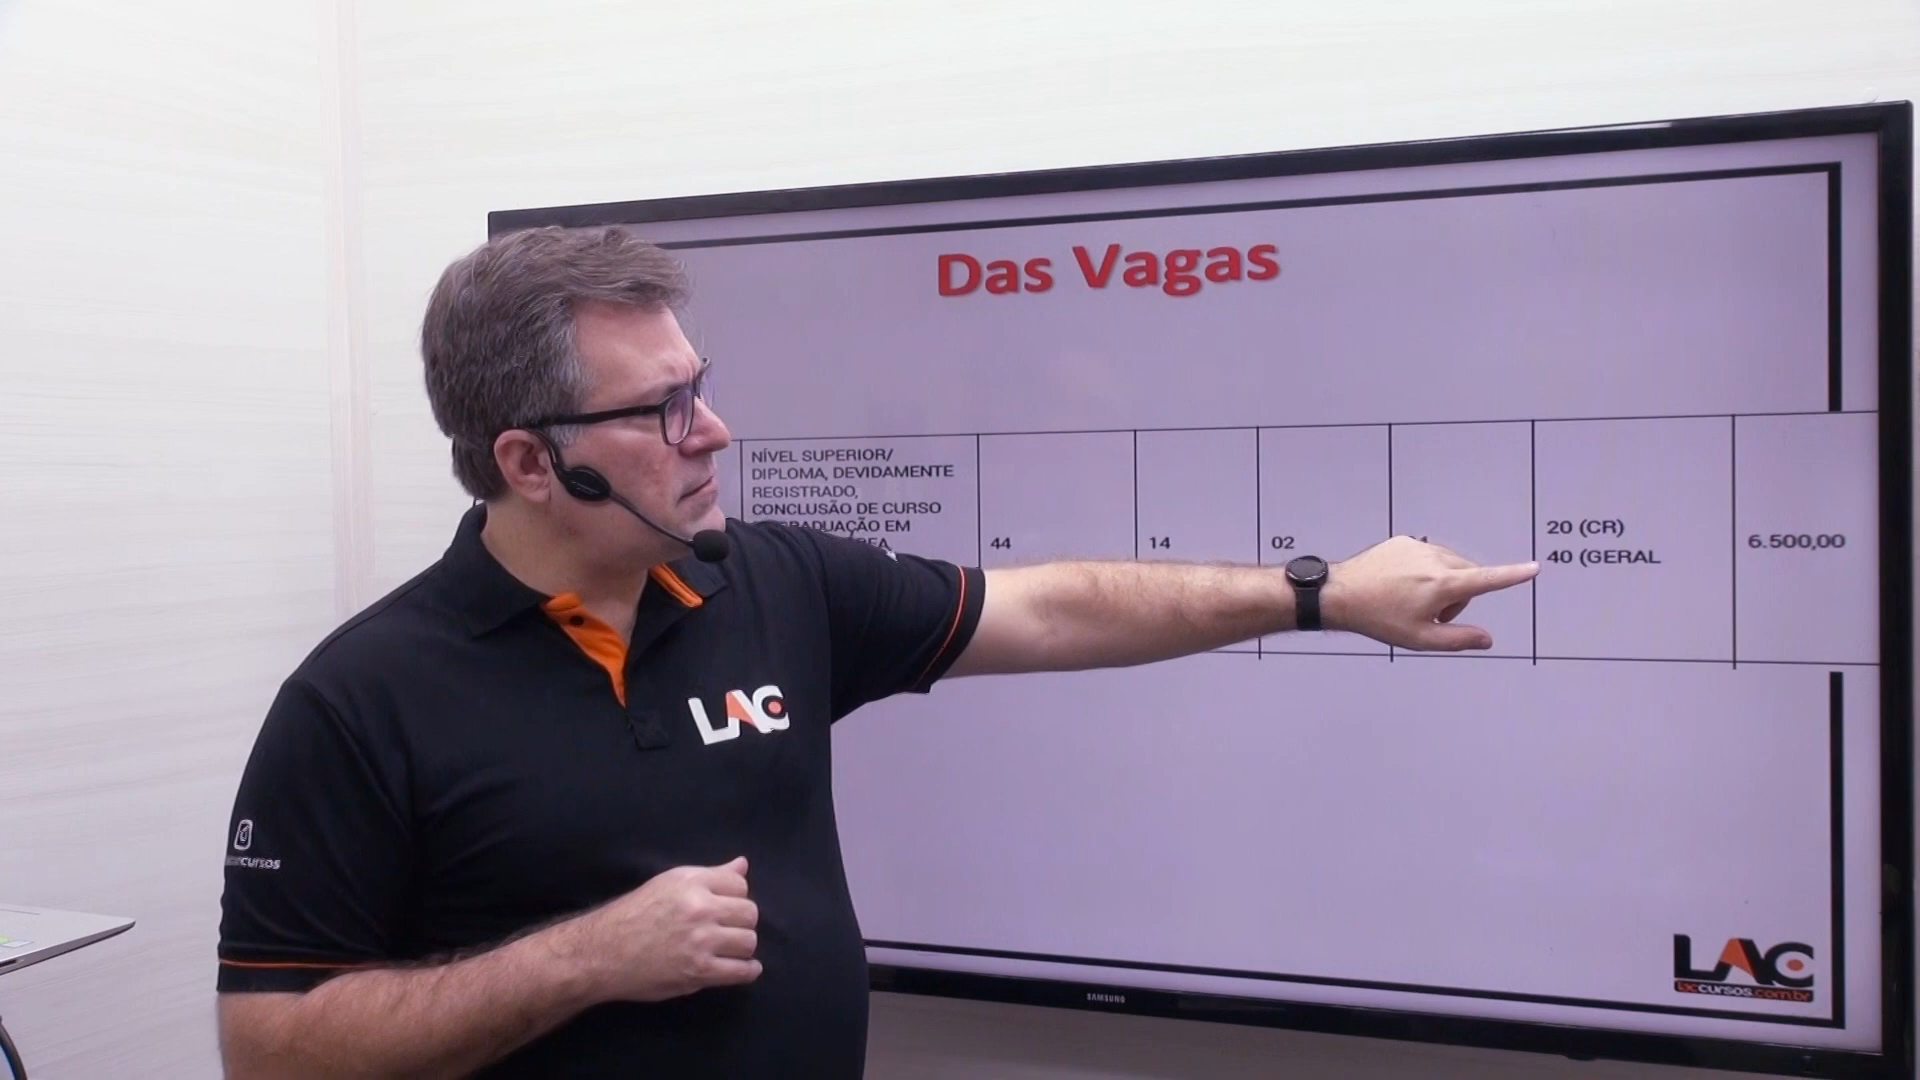 Das Vagas
NÍVEL SUPERIOR/
DIPLOMA, DEVIDAMENTE
REGISTRADO,
CONCLUSÃO DE CURSO
GRADUAÇÃO EM
44
14
02
20 (CR)
40 (GERAL
6.500,00
LAC
cursos
SAMSUNG
LAC
laccursos.com.br